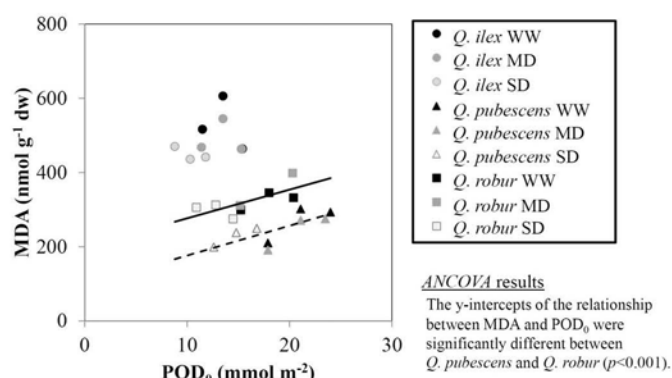 800
600
400
200
0
MDA (nmol g⁻¹ dw)
0 10 20 30
POD₀ (mmol m⁻²)
Q. ilex WW
Q. ilex MD
Q. ilex SD
Q. pubescens WW
Q. pubescens MD
Q. pubescens SD
Q. robur WW
Q. robur MD
Q. robur SD
ANCOVA results
The y-intercepts of the relationship
between MDA and POD₀ were
significantly different between
Q. pubescens and Q. robur (p<0.001).